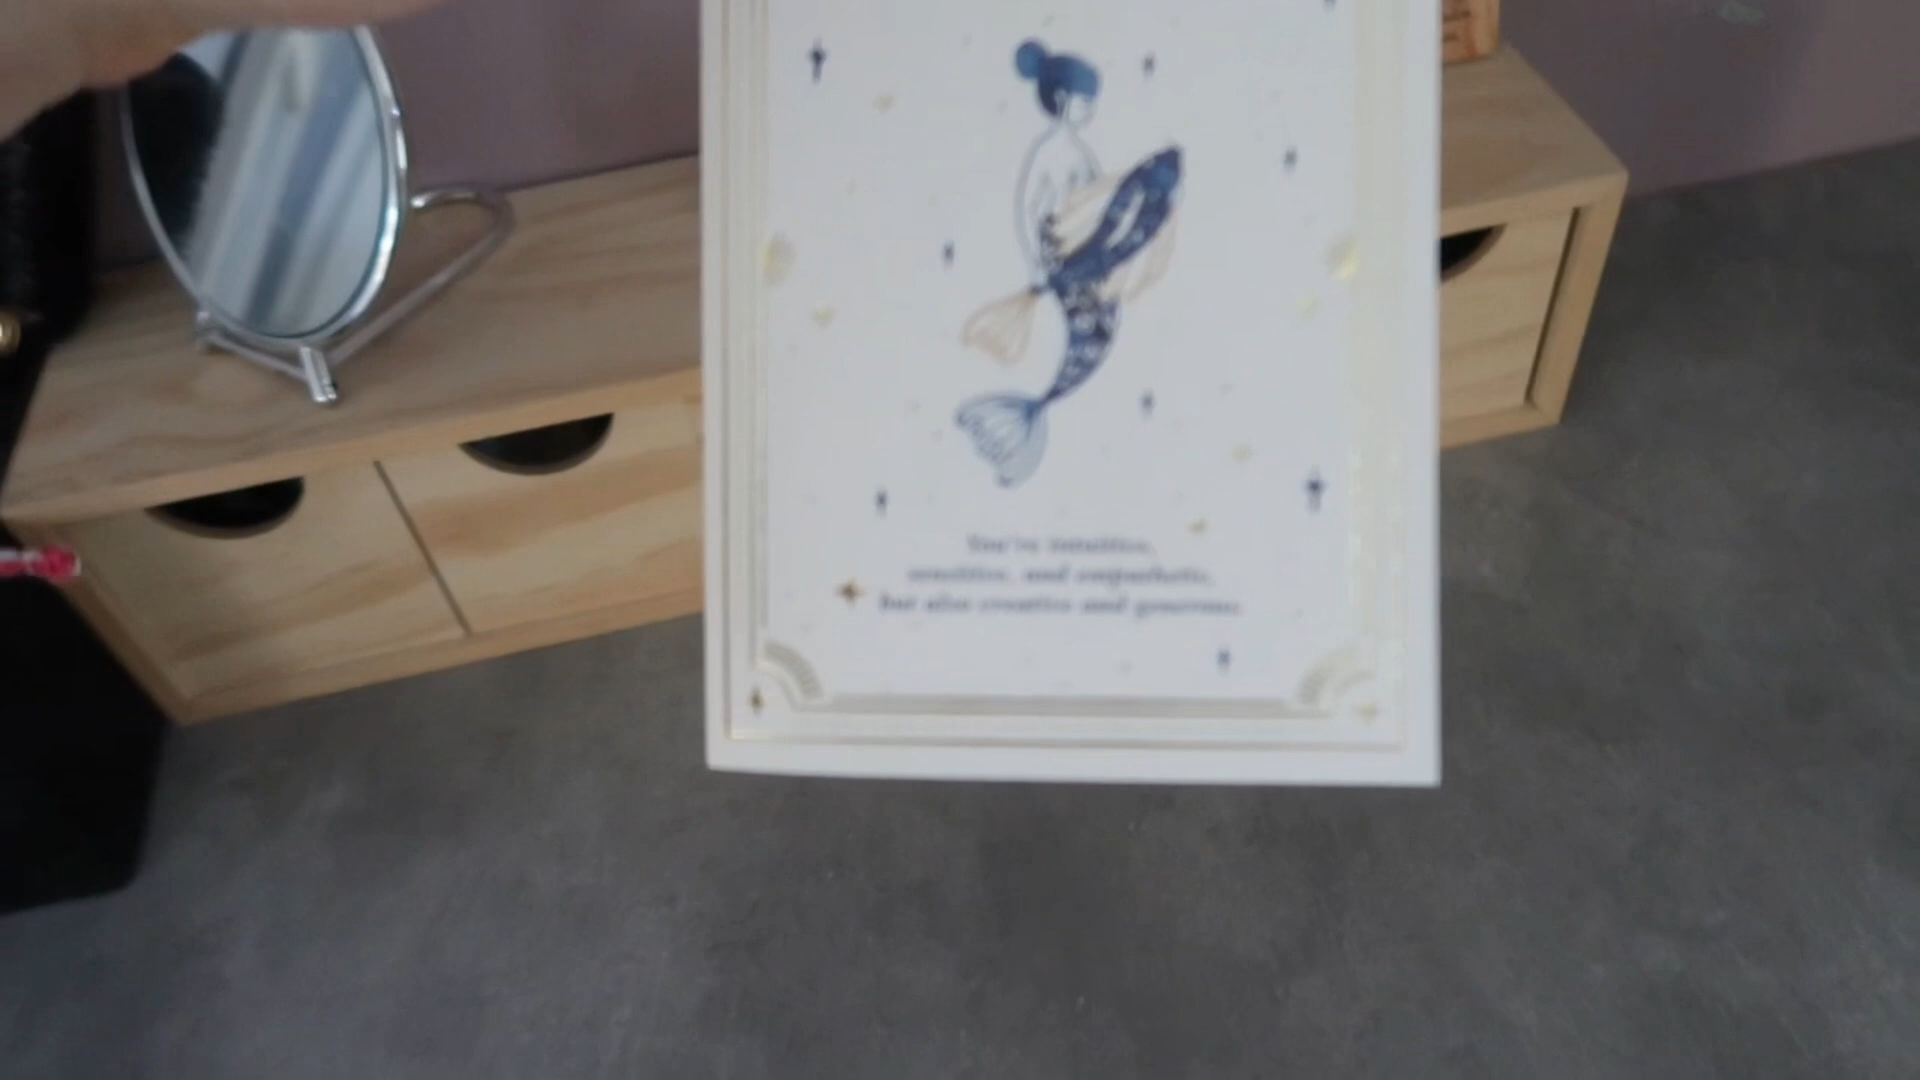 You're intuitive,
sensitive, and empathetic,
but also creative and generous.